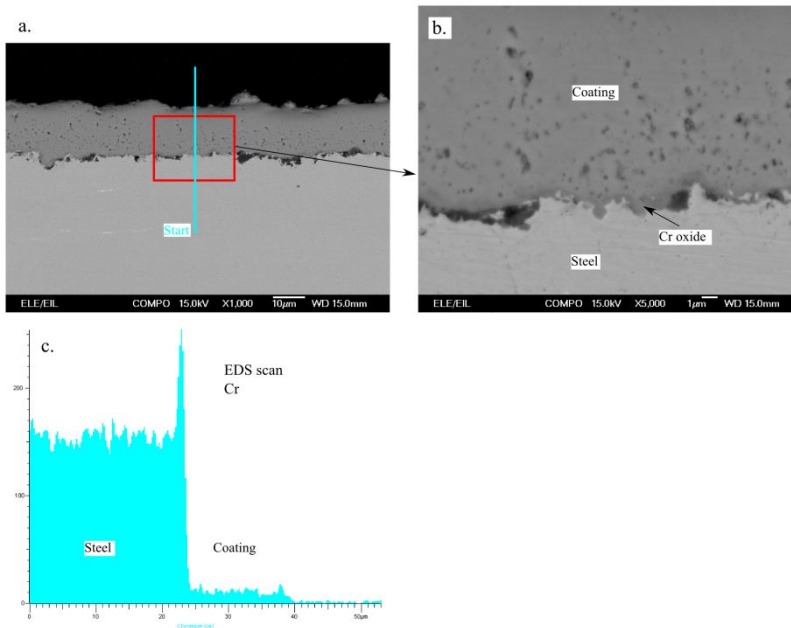 a.
Start
ELE/EIL COMPO 15.0kV X1,000 10μm WD 15.0mm
b.
Coating
Cr oxide
Steel
ELE/EIL COMPO 15.0kV X5,000 1μm WD 15.0mm
c.
EDS scan
Cr
200
100
0
Steel
Coating
0 10 20 30 40 50μm